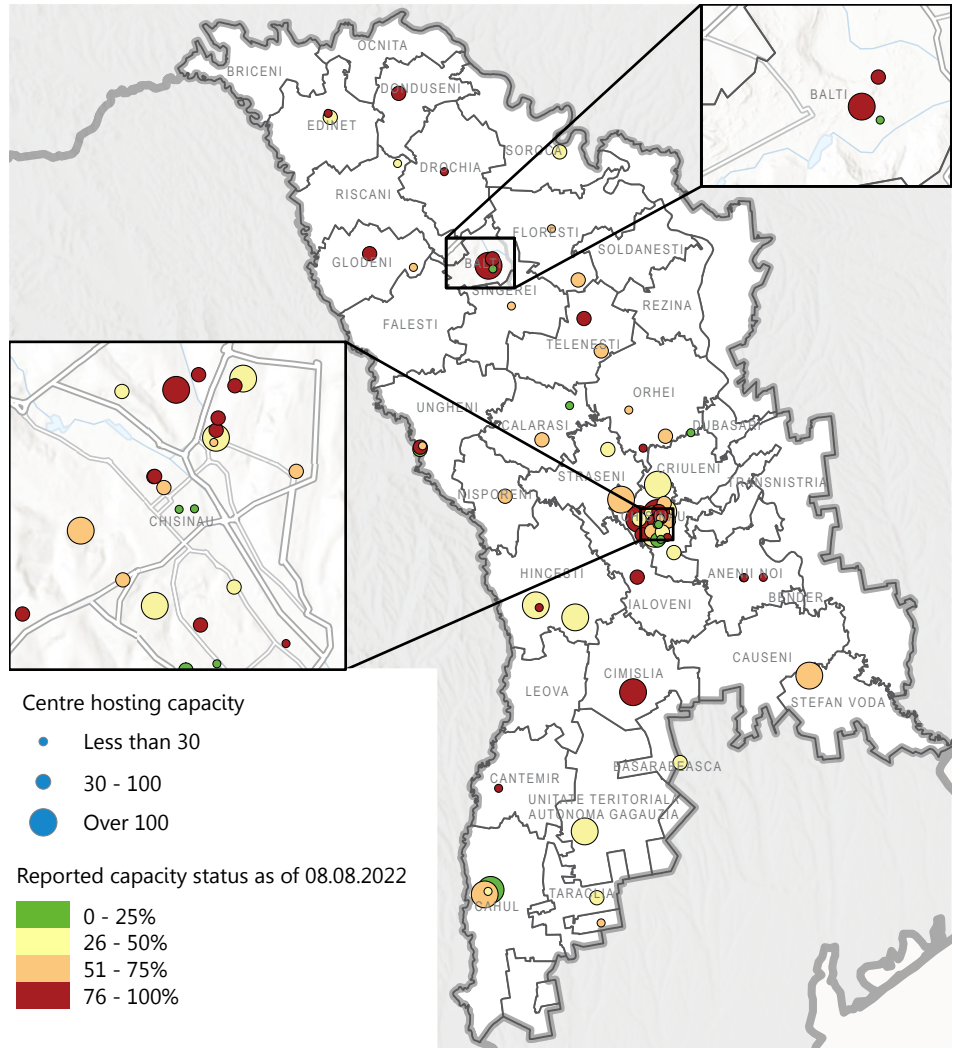 OCNITA
BRICENI
DONDUSENI
EDINET
SOROCA
DROCHIA
RISCANI
FLORESTI
SOLDANESTI
GLODENI
BALTI
SINGEREI
REZINA
FALESTI
TELENESTI
ORHEI
UNGHENI
CALARASI
DUBASARI
STRASENI
CRIULENI
TRANSNISTRIA
NISPORENI
HINCESTI
ANENII NOI
BENDER
IALOVENI
CAUSENI
CIMISLIA
LEOVA
STEFAN VODA
BASARABEASCA
CANTEMIR
UNITATE TERITORIALA
AUTONOMA GAGAUZIA
TARACLIA
CAHUL
BALTI
CHISINAU
Centre hosting capacity
Less than 30
30 - 100
Over 100
Reported capacity status as of 08.08.2022
0 - 25%
26 - 50%
51 - 75%
76 - 100%